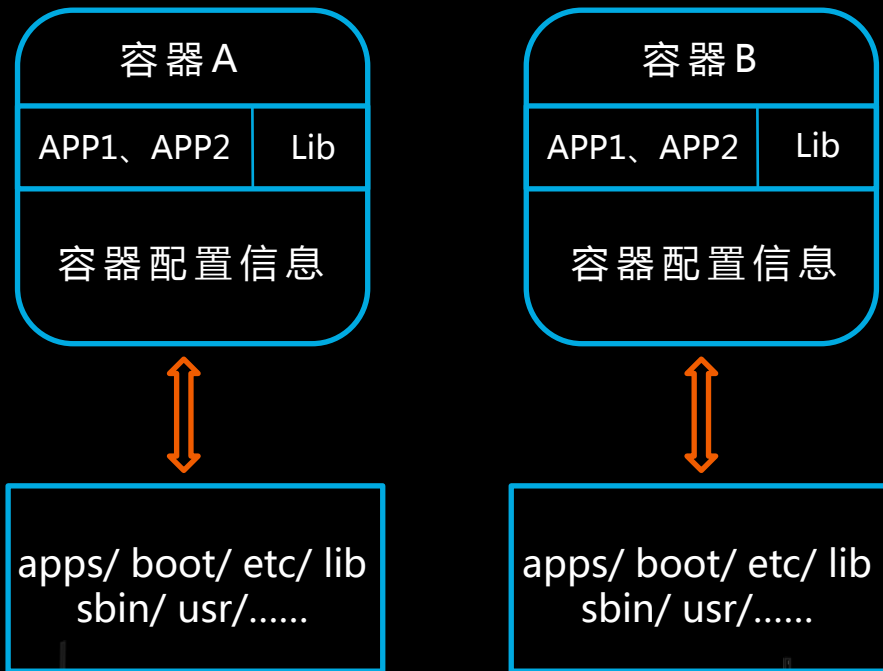 容器A
APP1、APP2 Lib
容器配置信息
apps/ boot/ etc/ lib
sbin/ usr/......
容器B
APP1、APP2 Lib
容器配置信息
apps/ boot/ etc/ lib
sbin/ usr/......